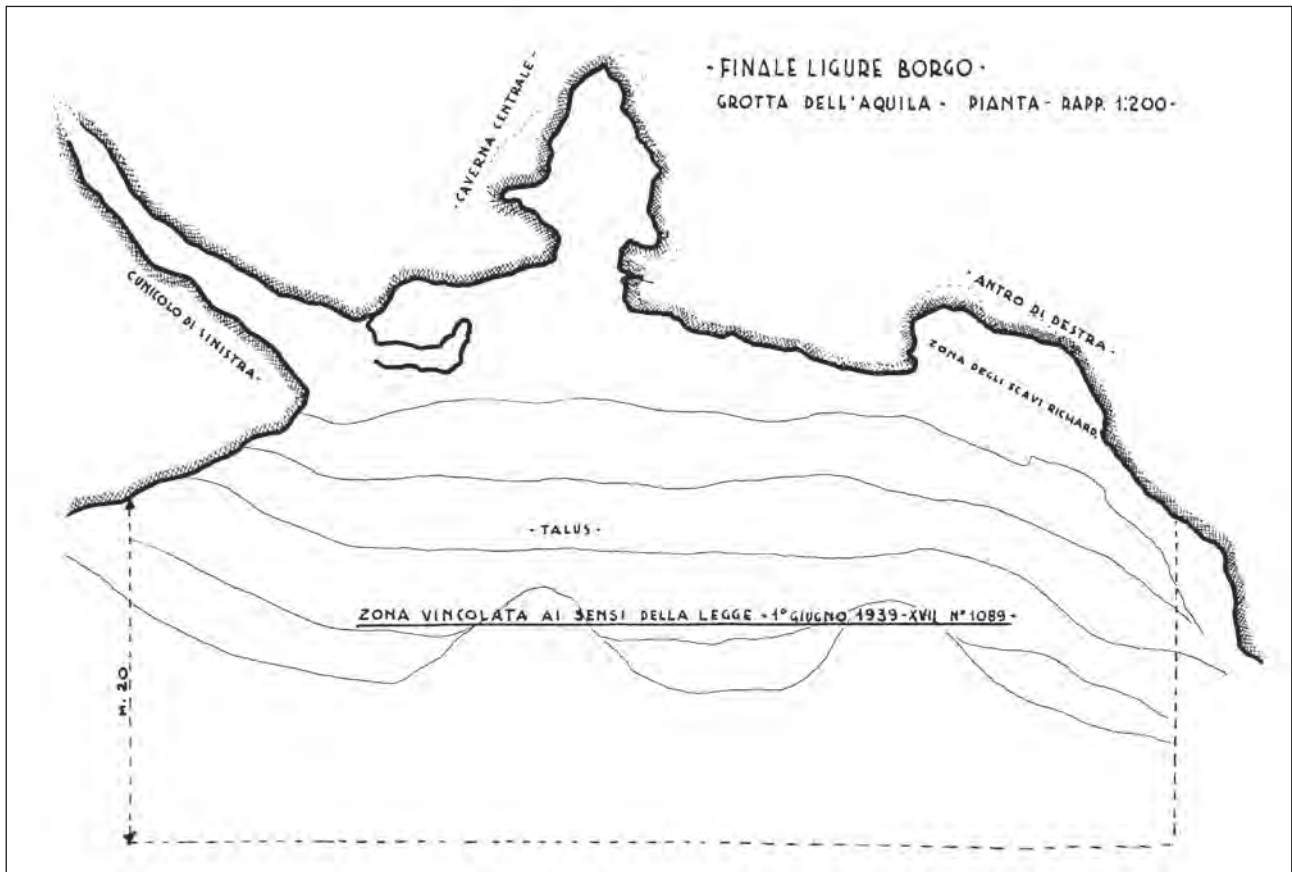 - FINALE LIGURE BORGO -
GROTTA DELL'AQUILA - PIANTA - RAPP. 1:200 -
- CAVERNA CENTRALE -
CUNICOLO DI SINISTRA -
- ANTRO DI DESTRA -
ZONA DEGLI SCAVI RICHARD.
- TALUS -
ZONA VINCOLATA AI SENSI DELLA LEGGE - 1° GIUGNO 1939 - XVII N° 1089 -
M. 20